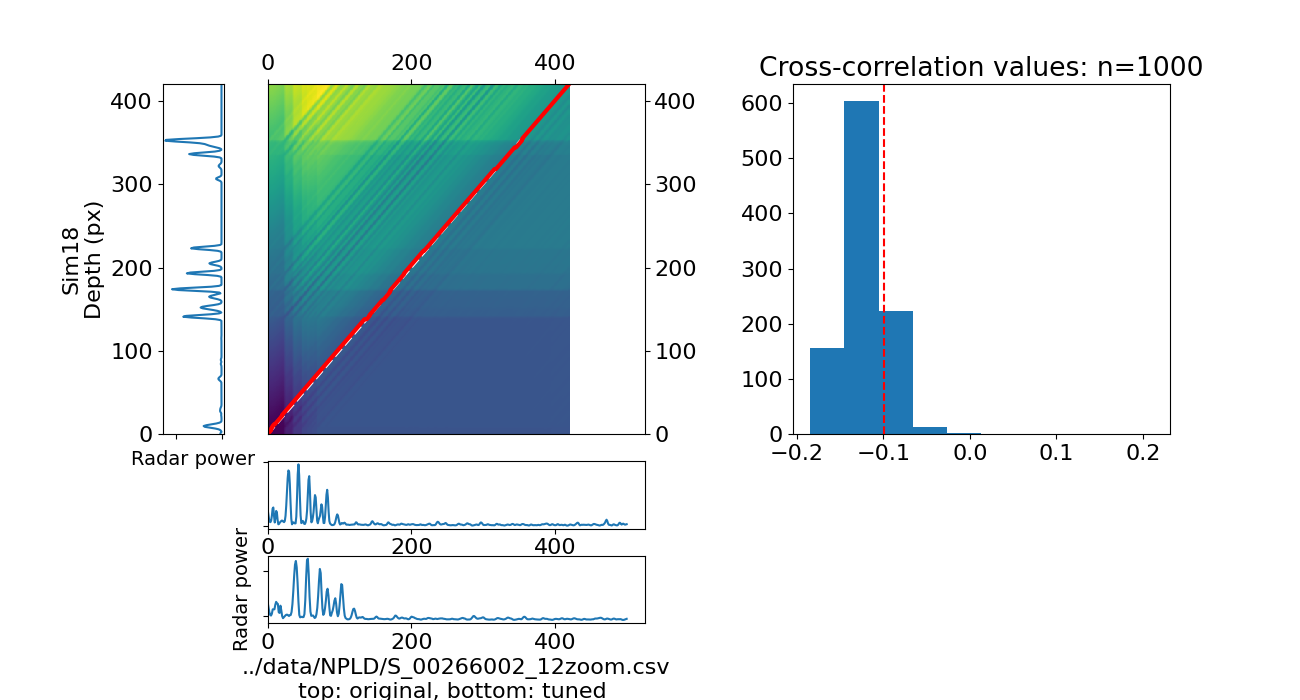 Cross-correlation values: n=1000
0 200 400
400
300
200
100
0
Sim18
Depth (px)
400
300
200
100
0
600
500
400
300
200
100
0
−0.2 −0.1 0.0 0.1 0.2
Radar power
0 200 400
Radar power
0 200 400
../data/NPLD/S_00266002_12zoom.csv
top: original, bottom: tuned